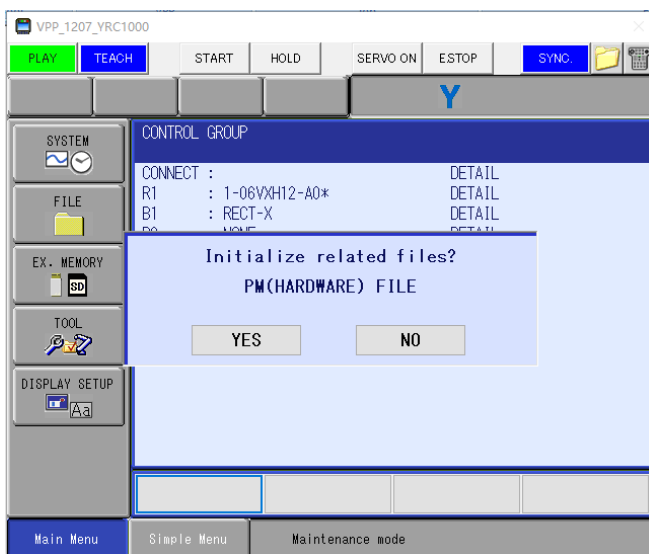 VPP_1207_YRC1000
PLAY TEACH START HOLD SERVO ON E.STOP SYNC.
Y
SYSTEM
FILE
EX. MEMORY
SD
TOOL
DISPLAY SETUP
Aa
CONTROL GROUP
CONNECT : DETAIL
R1 : 1-06VXH12-A0* DETAIL
B1 : RECT-X DETAIL
Initialize related files?
PM(HARDWARE) FILE
YES NO
Main Menu Simple Menu Maintenance mode